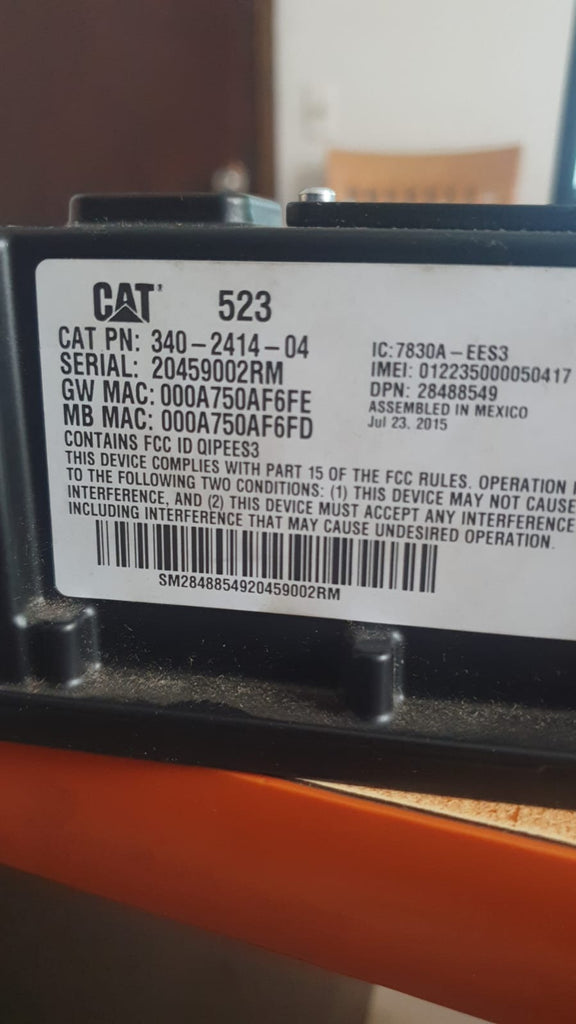 CAT® 523
CAT PN: 340-2414-04
SERIAL: 20459002RM
GW MAC: 000A750AF6FE
MB MAC: 000A750AF6FD
IC:7830A-EES3
IMEI: 012235000050417
DPN: 28488549
ASSEMBLED IN MEXICO
Jul 23, 2015
CONTAINS FCC ID QIPEES3
THIS DEVICE COMPLIES WITH PART 15 OF THE FCC RULES. OPERATION
TO THE FOLLOWING TWO CONDITIONS: (1) THIS DEVICE MAY NOT CAUSE
INTERFERENCE, AND (2) THIS DEVICE MUST ACCEPT ANY INTERFERENCE
INCLUDING INTERFERENCE THAT MAY CAUSE UNDESIRED OPERATION.
SM2848854920459002RM